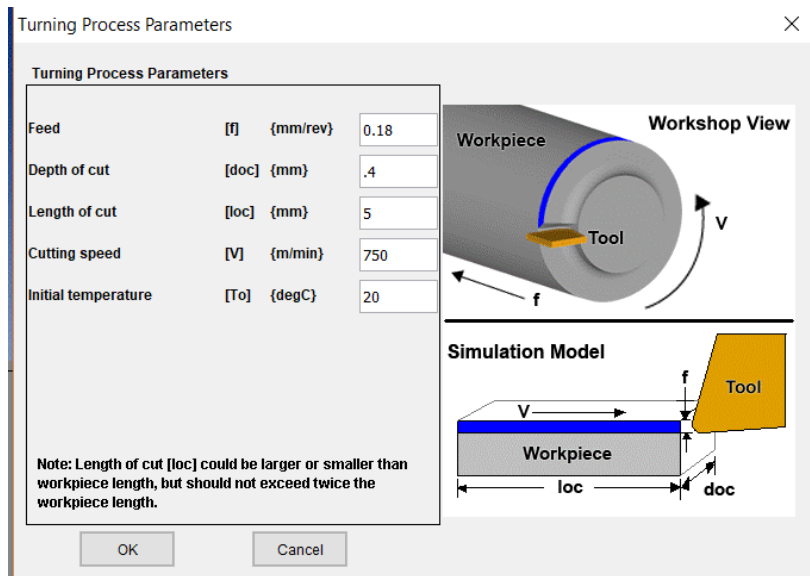 Turning Process Parameters
Turning Process Parameters
Feed [f] {mm/rev} 0.18
Depth of cut [doc] {mm} .4
Length of cut [loc] {mm} 5
Cutting speed [V] {m/min} 750
Initial temperature [To] {degC} 20
Note: Length of cut [loc] could be larger or smaller than
workpiece length, but should not exceed twice the
workpiece length.
OK Cancel
Workshop View
Workpiece
V
Tool
f
Simulation Model
f
Tool
V
Workpiece
loc
doc